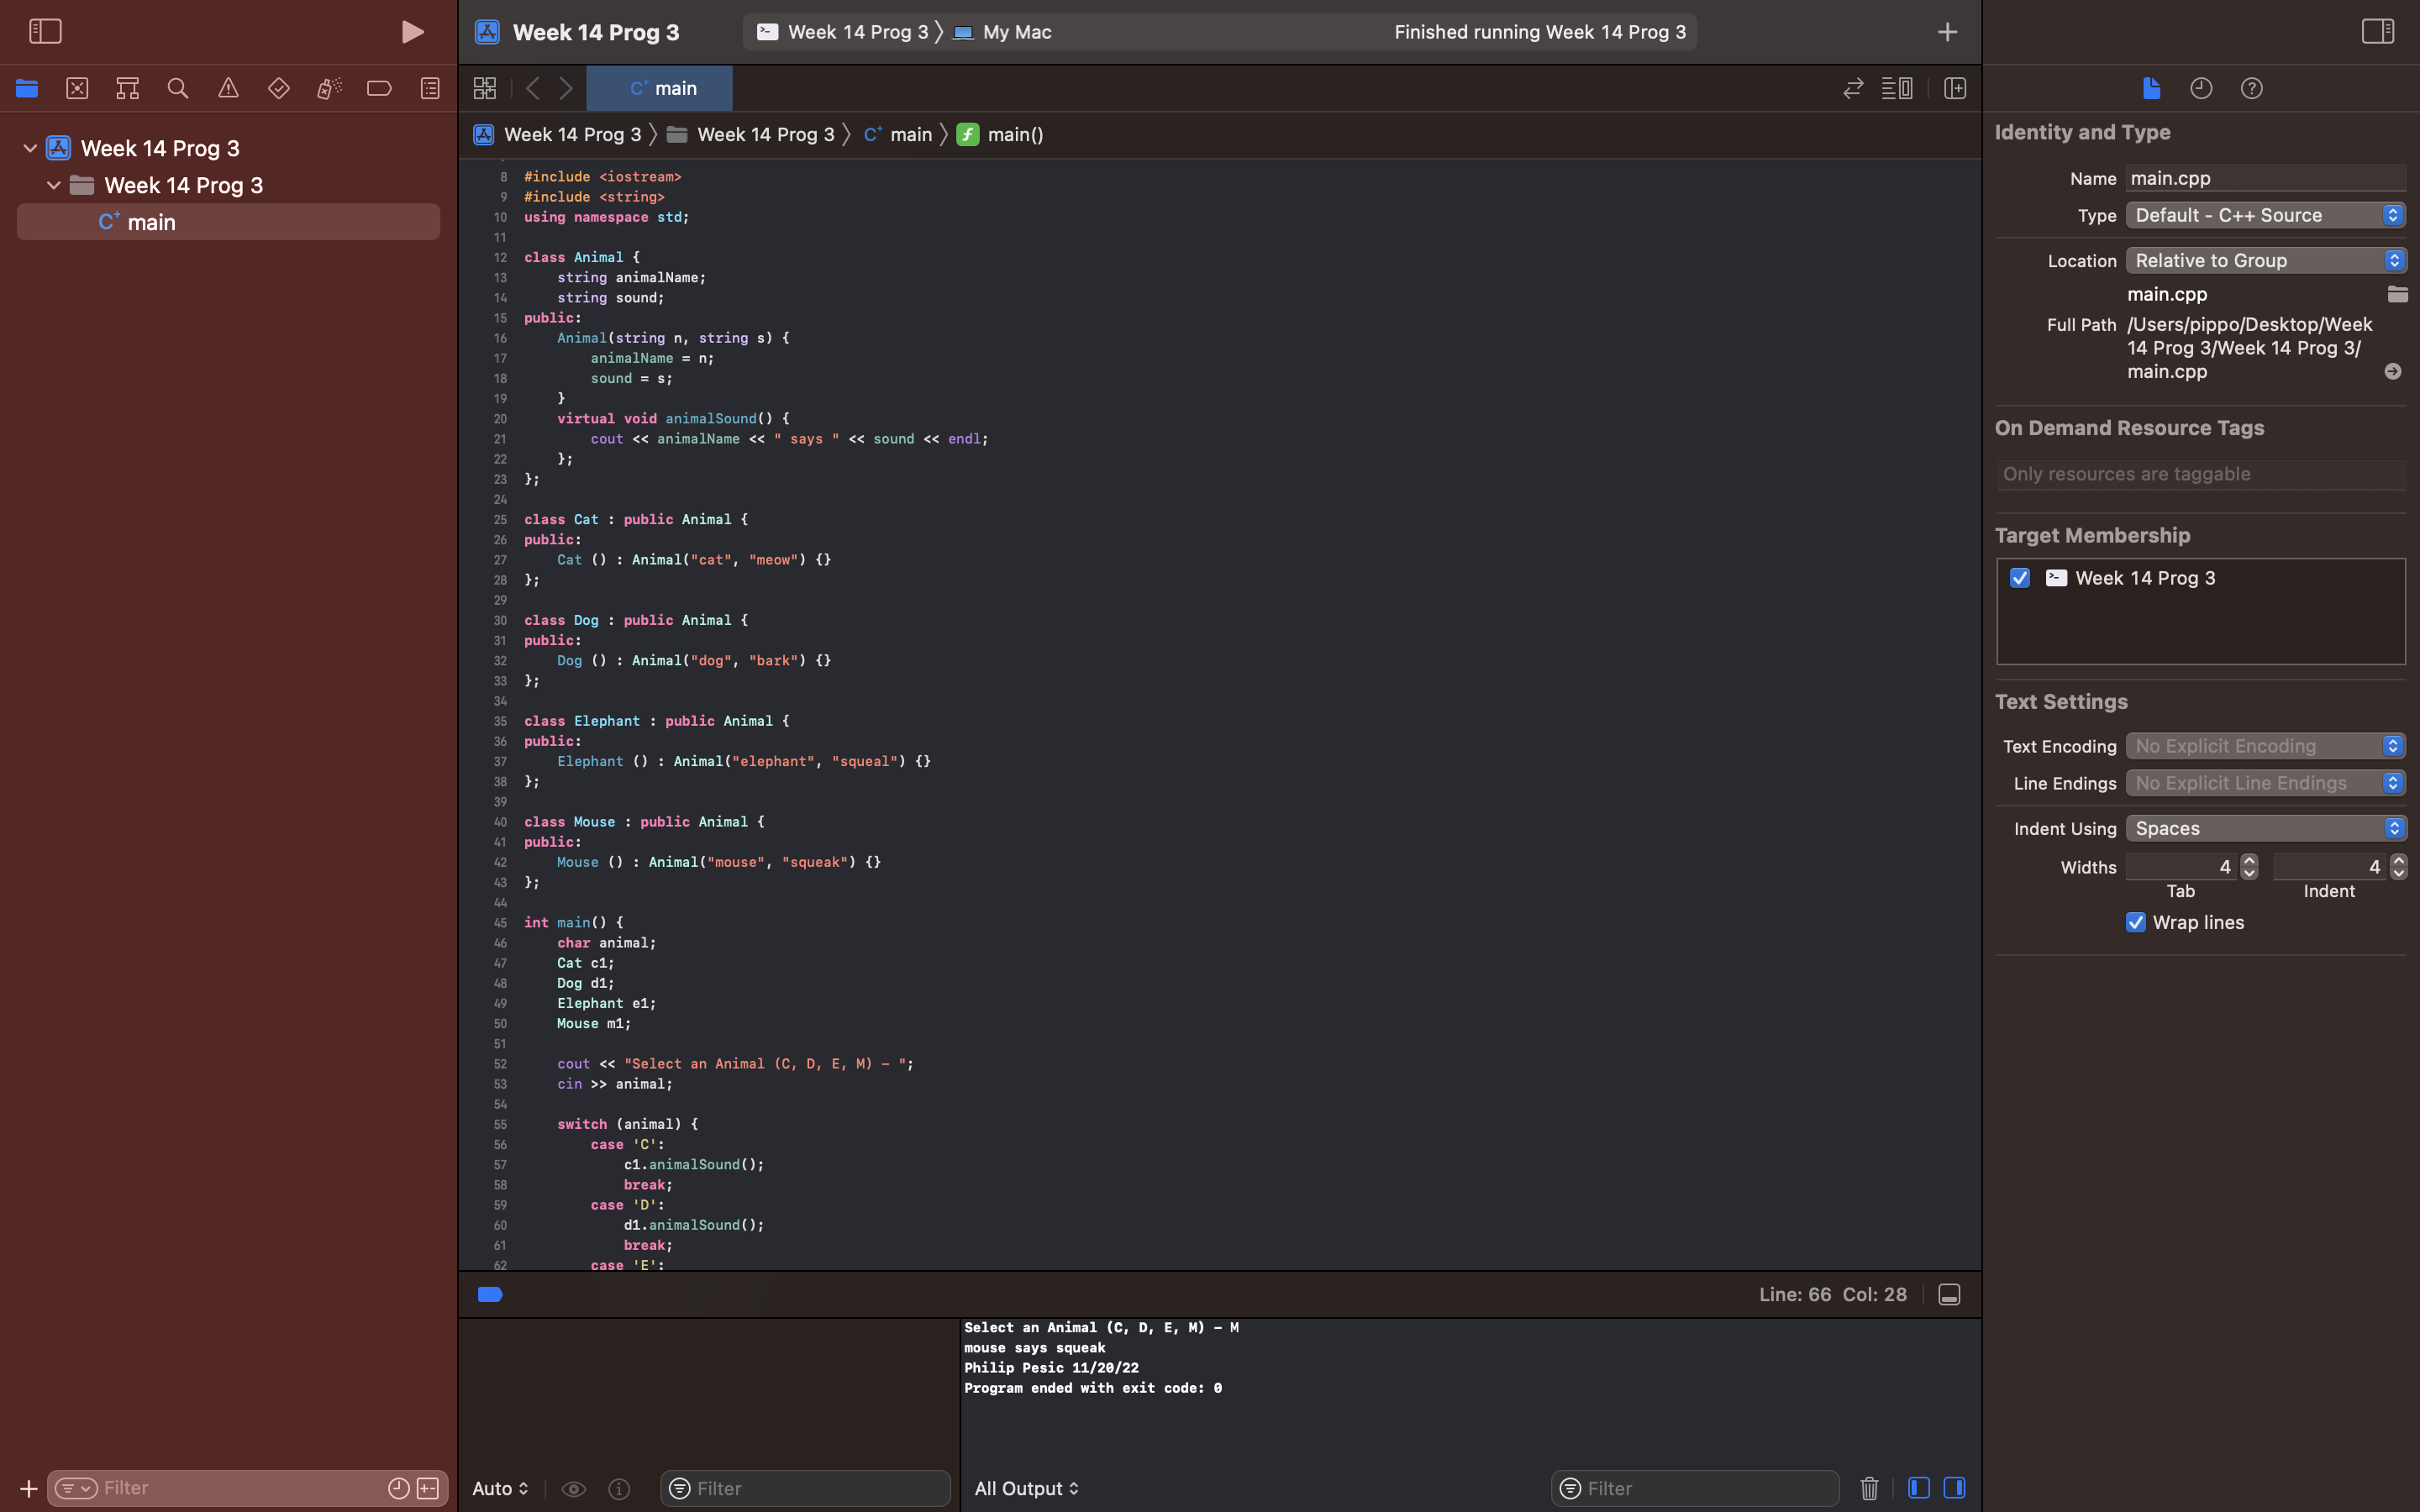 Week 14 Prog 3
Week 14 Prog 3
main
Week 14 Prog 3
Week 14 Prog 3 〉 My Mac
Finished running Week 14 Prog 3
main
Week 14 Prog 3 〉 Week 14 Prog 3 〉 main 〉 main()
8 #include <iostream>
9 #include <string>
10 using namespace std;
11
12 class Animal {
13     string animalName;
14     string sound;
15 public:
16     Animal(string n, string s) {
17         animalName = n;
18         sound = s;
19     }
20     virtual void animalSound() {
21         cout << animalName << " says " << sound << endl;
22     };
23 };
24
25 class Cat : public Animal {
26 public:
27     Cat () : Animal("cat", "meow") {}
28 };
29
30 class Dog : public Animal {
31 public:
32     Dog () : Animal("dog", "bark") {}
33 };
34
35 class Elephant : public Animal {
36 public:
37     Elephant () : Animal("elephant", "squeal") {}
38 };
39
40 class Mouse : public Animal {
41 public:
42     Mouse () : Animal("mouse", "squeak") {}
43 };
44
45 int main() {
46     char animal;
47     Cat c1;
48     Dog d1;
49     Elephant e1;
50     Mouse m1;
51
52     cout << "Select an Animal (C, D, E, M) – ";
53     cin >> animal;
54
55     switch (animal) {
56         case 'C':
57             c1.animalSound();
58             break;
59         case 'D':
60             d1.animalSound();
61             break;
62         case 'E':
Line: 66 Col: 28
Select an Animal (C, D, E, M) – M
mouse says squeak
Philip Pesic 11/20/22
Program ended with exit code: 0
Filter
Auto
Filter
All Output
Filter
Identity and Type
Name main.cpp
Type Default - C++ Source
Location Relative to Group
main.cpp
Full Path /Users/pippo/Desktop/Week
14 Prog 3/Week 14 Prog 3/
main.cpp
On Demand Resource Tags
Only resources are taggable
Target Membership
Week 14 Prog 3
Text Settings
Text Encoding No Explicit Encoding
Line Endings No Explicit Line Endings
Indent Using Spaces
Widths 4 4
Tab Indent
Wrap lines